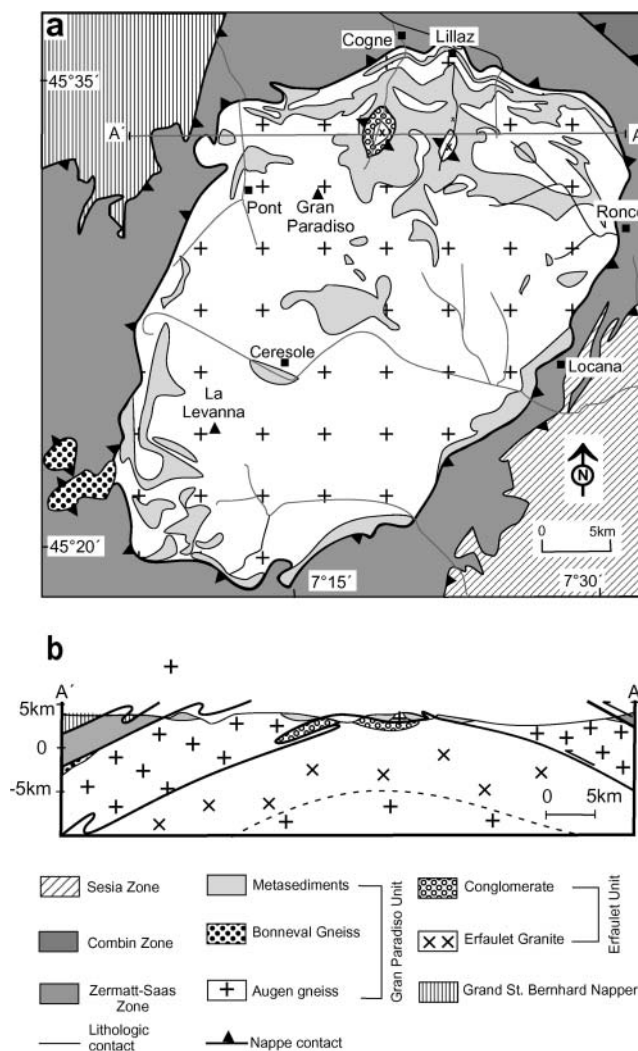 a
Cogne
Lillaz
45°35´
A´
A
Pont
Gran
Paradiso
Ronco
Ceresole
Locana
La
Levanna
N
0 5km
45°20´
7°15´
7°30´
b
A´
A
5km
0
-5km
0 5km
Sesia Zone
Metasediments
Conglomerate
Combin Zone
Bonneval Gneiss
Erfaulet Granite
Zermatt-Saas
Zone
Augen gneiss
Grand St. Bernhard Napper
Gran Paradiso Unit
Erfaulet Unit
Lithologic
contact
Nappe contact